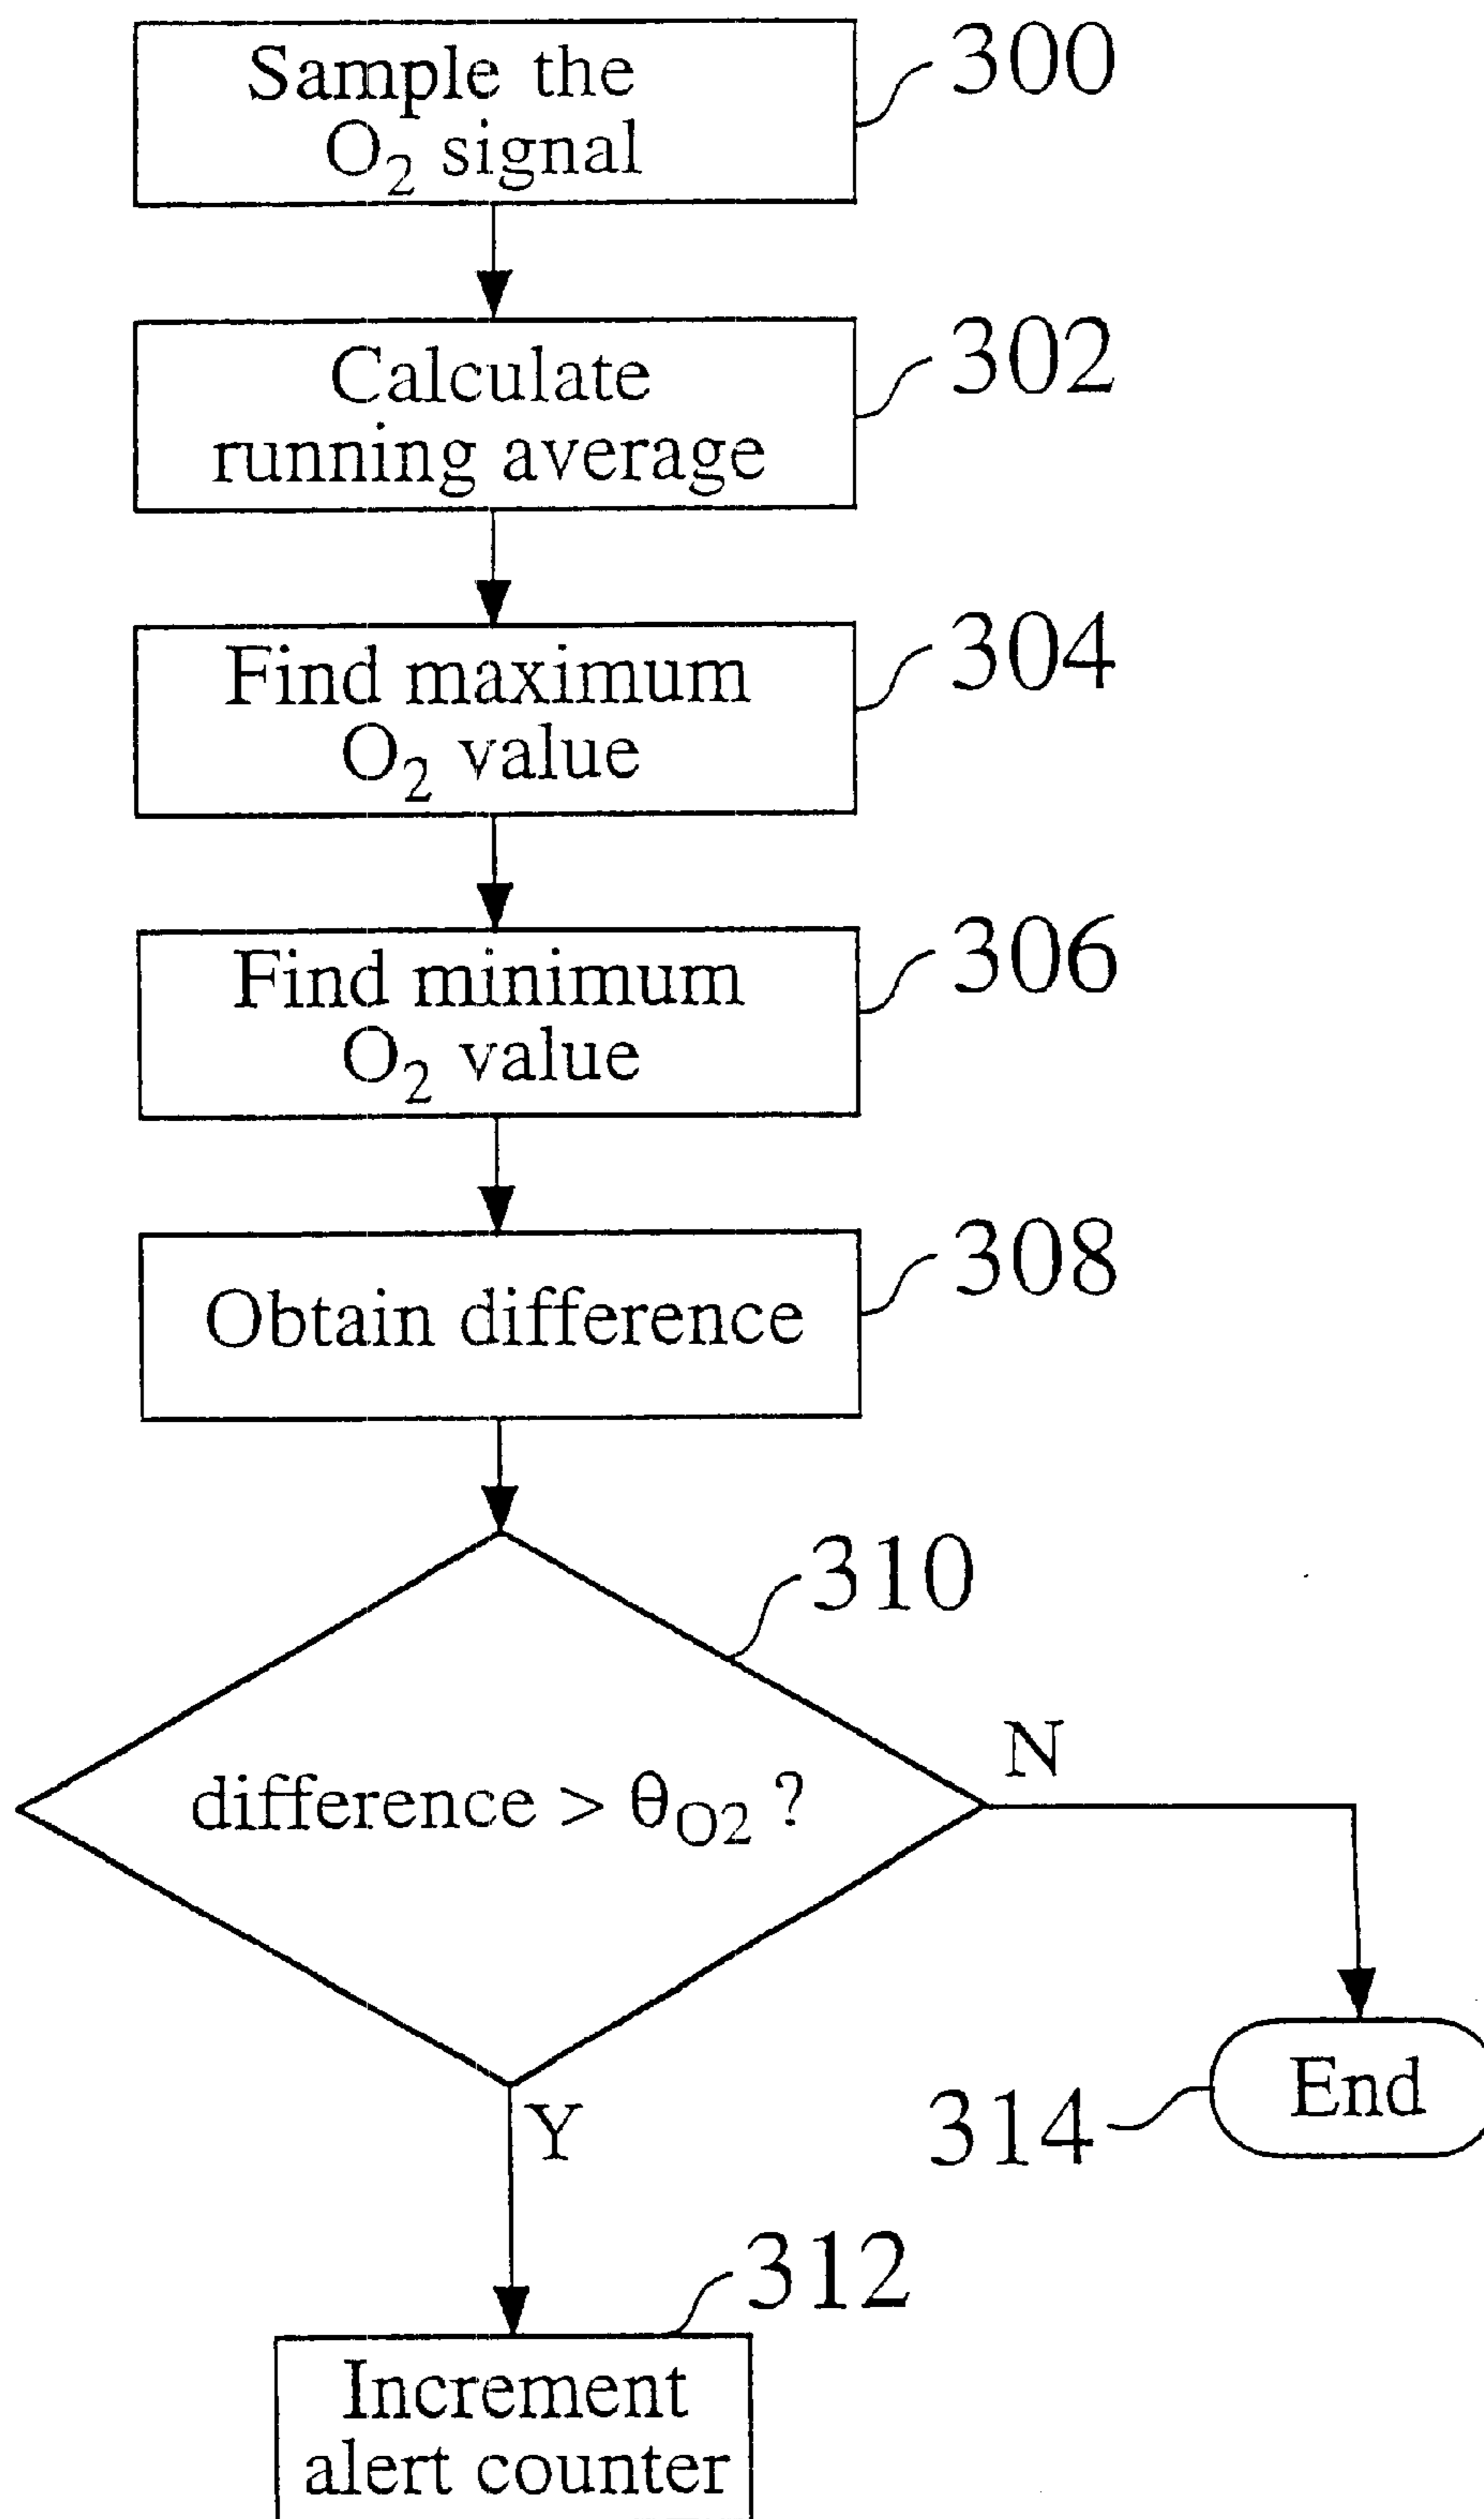 Sample the
O₂ signal
300
Calculate
running average
302
Find maximum
O₂ value
304
Find minimum
O₂ value
306
Obtain difference
308
310
difference > θO2 ?
N
Y
End
314
312
Increment
alert counter